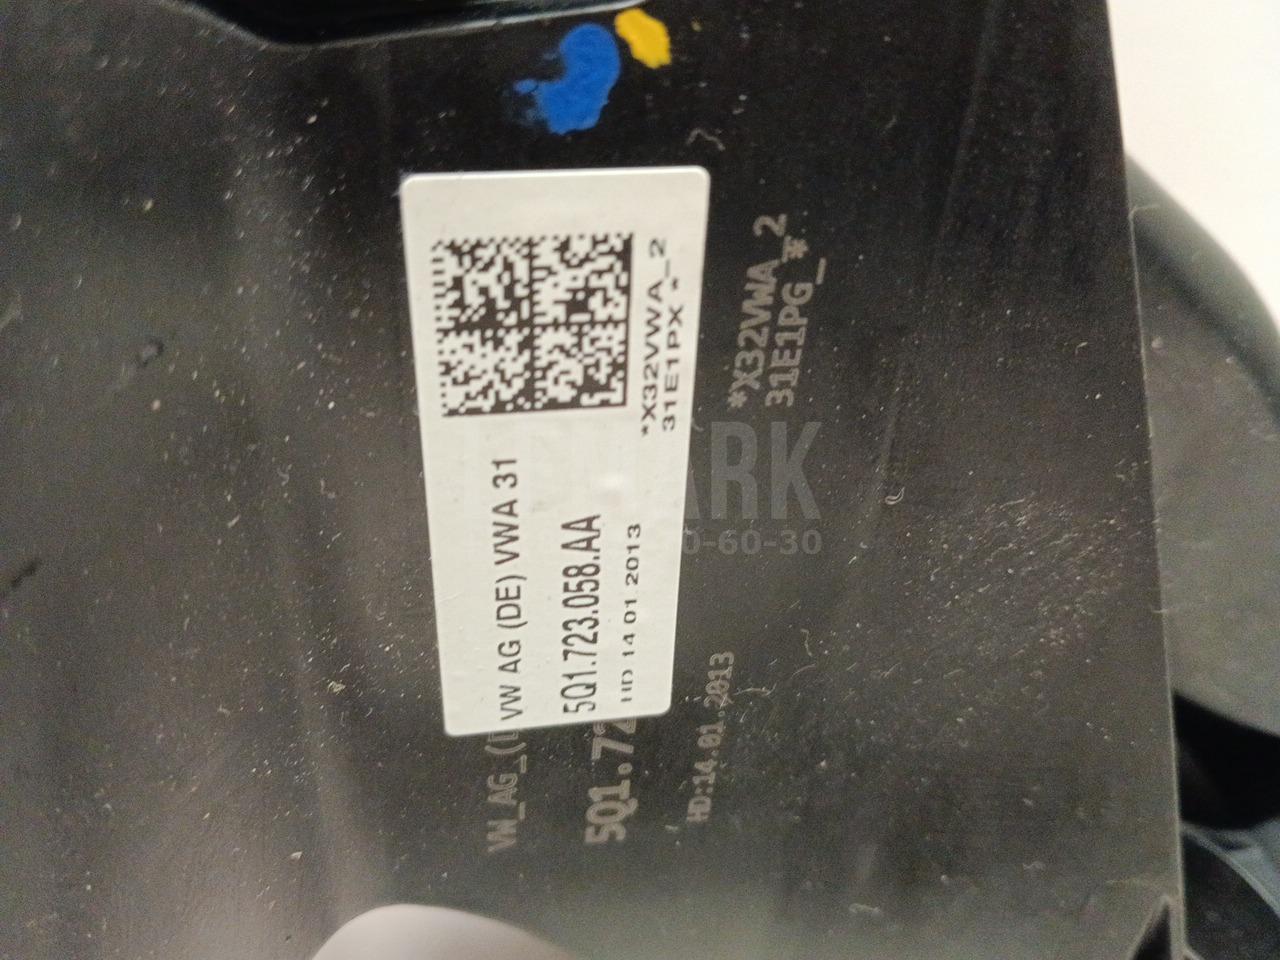 *X32VWA_2
31E1PX *
VW AG (DE) VWA 31
5Q1.723.058.AA
HD 14 01 2013
*X32VWA_2
31E1PG_*
VW_AG_(
5Q1.72
HD:14.01.2013
ARK
0-60-30